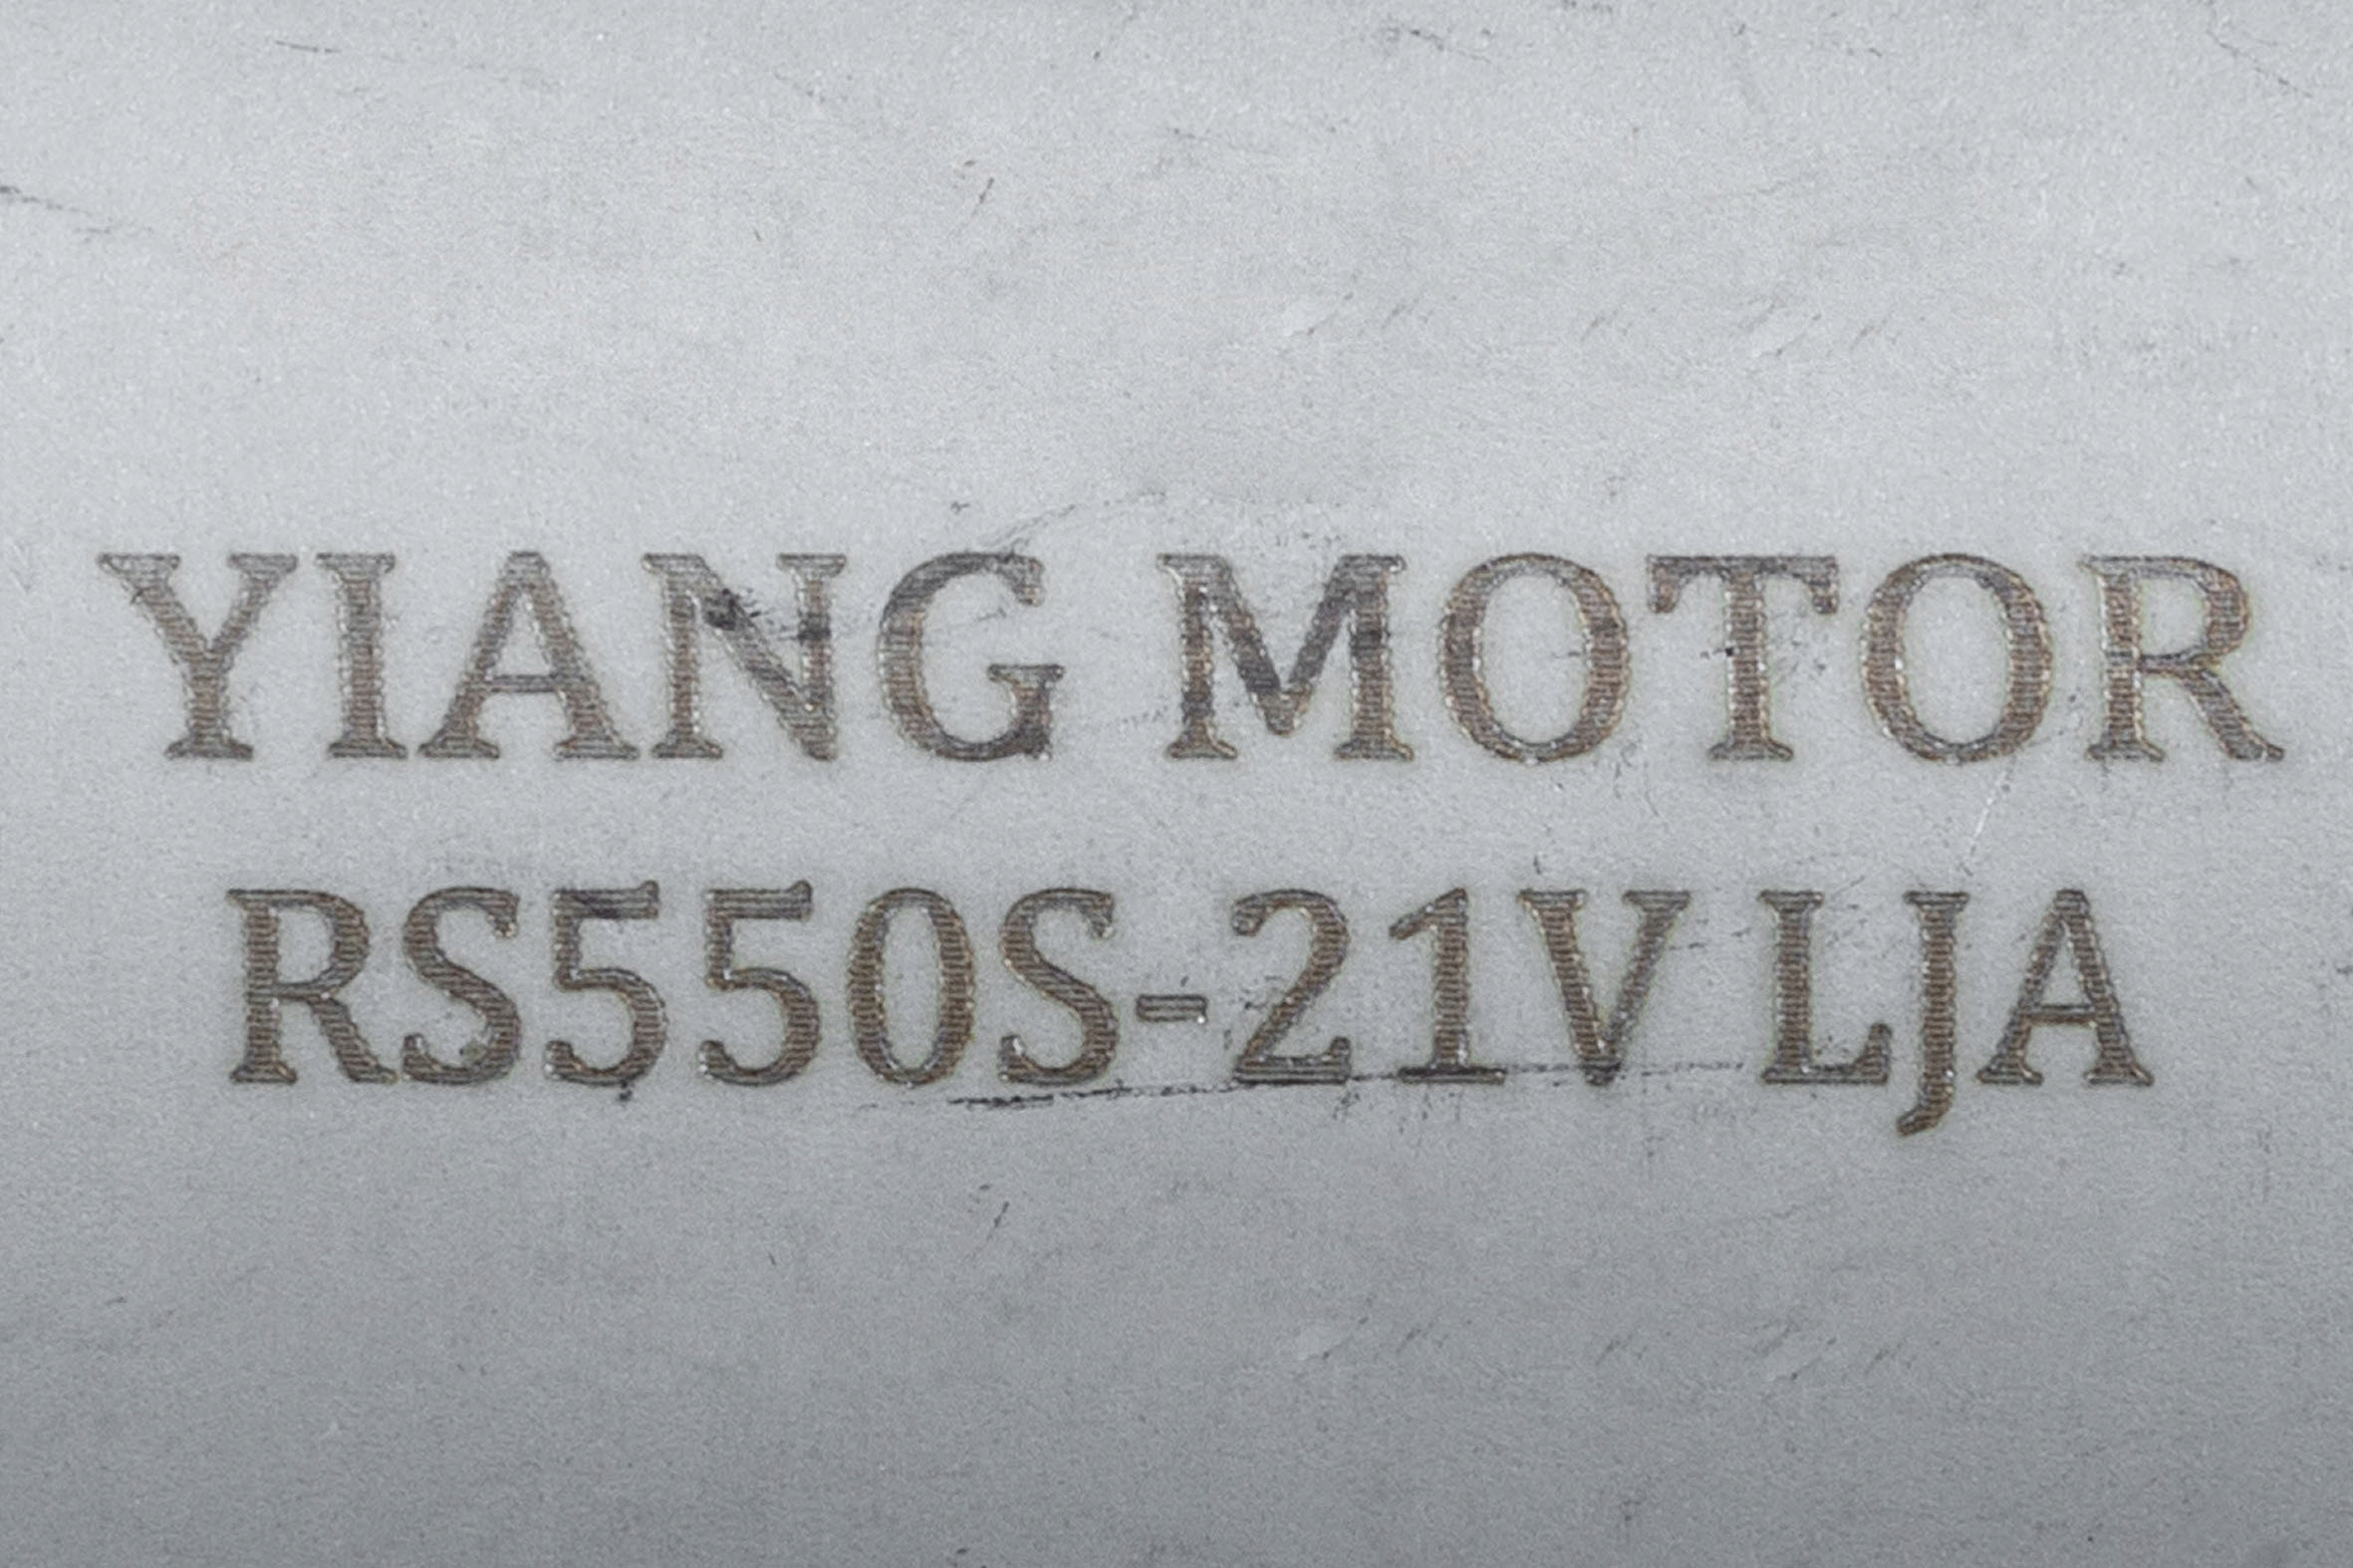 YIANG MOTOR
RS550S-21V LJA